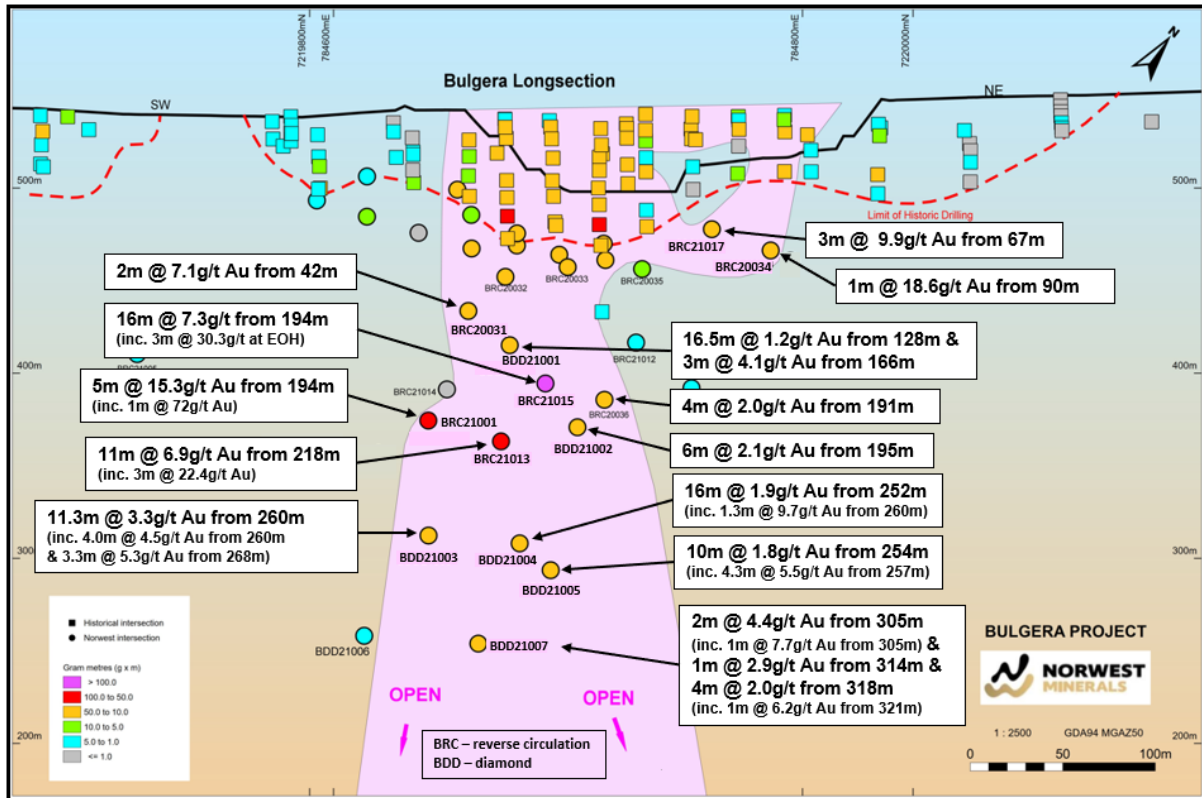 7219800mN
784600mE
784800mE
7220000mN
N
Bulgera Longsection
SW
NE
500m
500m
Limit of Historic Drilling
BRC21017
3m @ 9.9g/t Au from 67m
BRC20034
1m @ 18.6g/t Au from 90m
BRC20032
BRC20033
BRC20035
2m @ 7.1g/t Au from 42m
BRC20031
16m @ 7.3g/t from 194m
(inc. 3m @ 30.3g/t at EOH)
BDD21001
16.5m @ 1.2g/t Au from 128m &
3m @ 4.1g/t Au from 166m
BRC21012
400m
400m
5m @ 15.3g/t Au from 194m
(inc. 1m @ 72g/t Au)
BRC21014
BRC21015
BRC20036
4m @ 2.0g/t Au from 191m
BRC21001
BDD21002
6m @ 2.1g/t Au from 195m
11m @ 6.9g/t Au from 218m
(inc. 3m @ 22.4g/t Au)
BRC21013
16m @ 1.9g/t Au from 252m
(inc. 1.3m @ 9.7g/t Au from 260m)
11.3m @ 3.3g/t Au from 260m
(inc. 4.0m @ 4.5g/t Au from 260m
& 3.3m @ 5.3g/t Au from 268m)
BDD21003
BDD21004
300m
300m
10m @ 1.8g/t Au from 254m
(inc. 4.3m @ 5.5g/t Au from 257m)
BDD21005
BDD21006
BDD21007
2m @ 4.4g/t Au from 305m
(inc. 1m @ 7.7g/t Au from 305m) &
1m @ 2.9g/t Au from 314m &
4m @ 2.0g/t from 318m
(inc. 1m @ 6.2g/t Au from 321m)
OPEN
OPEN
Historical intersection
Norwest intersection
Gram metres (g x m)
> 100.0
100.0 to 50.0
50.0 to 10.0
10.0 to 5.0
5.0 to 1.0
<= 1.0
BRC – reverse circulation
BDD – diamond
BULGERA PROJECT
NORWEST
MINERALS
1 : 2500 GDA94 MGAZ50
0 50 100m
200m
200m